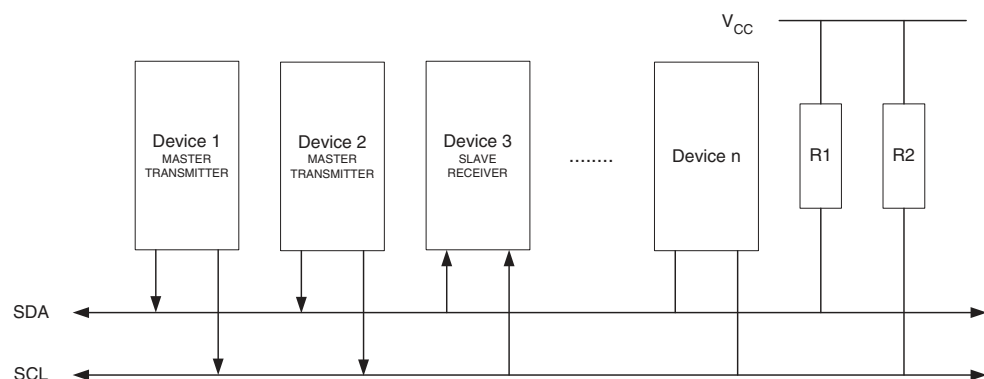 VCC
Device 1
MASTER
TRANSMITTER
Device 2
MASTER
TRANSMITTER
Device 3
SLAVE
RECEIVER
........
Device n
R1
R2
SDA
SCL